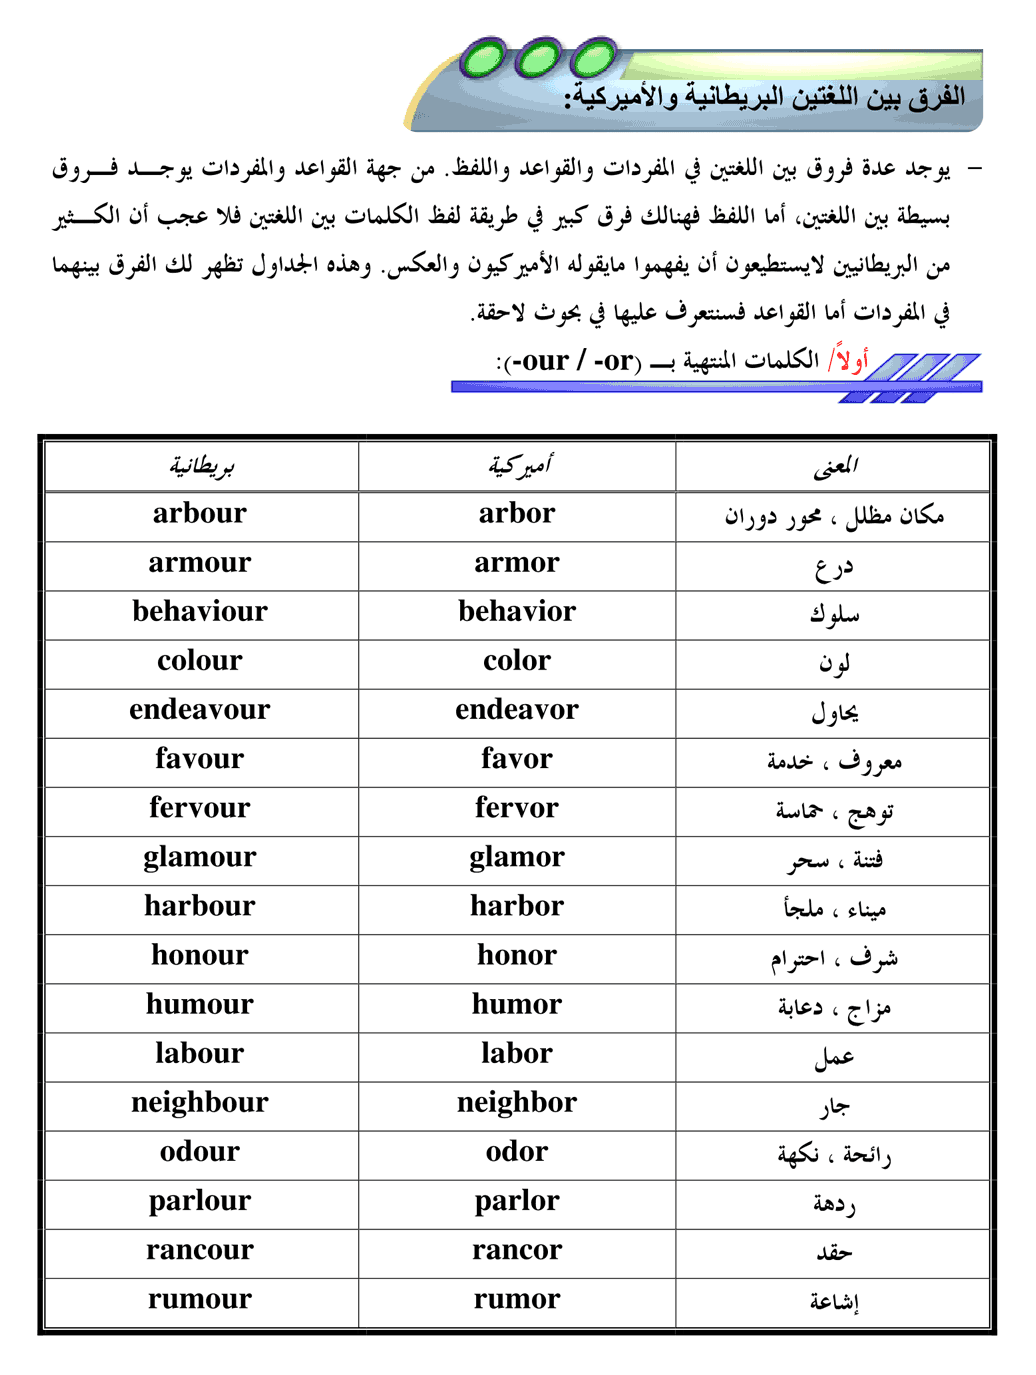 الفرق بين اللغتين البريطانية والأميركية:
– يوجد عدة فروق بين اللغتين في المفردات والقواعد واللفظ. من جهة القواعد والمفردات يوجـــد فـــروق
بسيطة بين اللغتين، أما اللفظ فهنالك فرق كبير في طريقة لفظ الكلمات بين اللغتين فلا عجب أن الكـــثير
من البريطانيين لايستطيعون أن يفهموا مايقوله الأميركيون والعكس. وهذه الجداول تظهر لك الفرق بينهما
في المفردات أما القواعد فسنتعرف عليها في بحوث لاحقة.
أولاً/ الكلمات المنتهية بـــ (-our / -or):
المعنى أميركية بريطانية
مكان مظلل ، محور دوران arbor arbour
درع armor armour
سلوك behavior behaviour
لون color colour
يحاول endeavor endeavour
معروف ، خدمة favor favour
توهج ، حماسة fervor fervour
فتنة ، سحر glamor glamour
ميناء ، ملجأ harbor harbour
شرف ، احترام honor honour
مزاج ، دعابة humor humour
عمل labor labour
جار neighbor neighbour
رائحة ، نكهة odor odour
ردهة parlor parlour
حقد rancor rancour
إشاعة rumor rumour